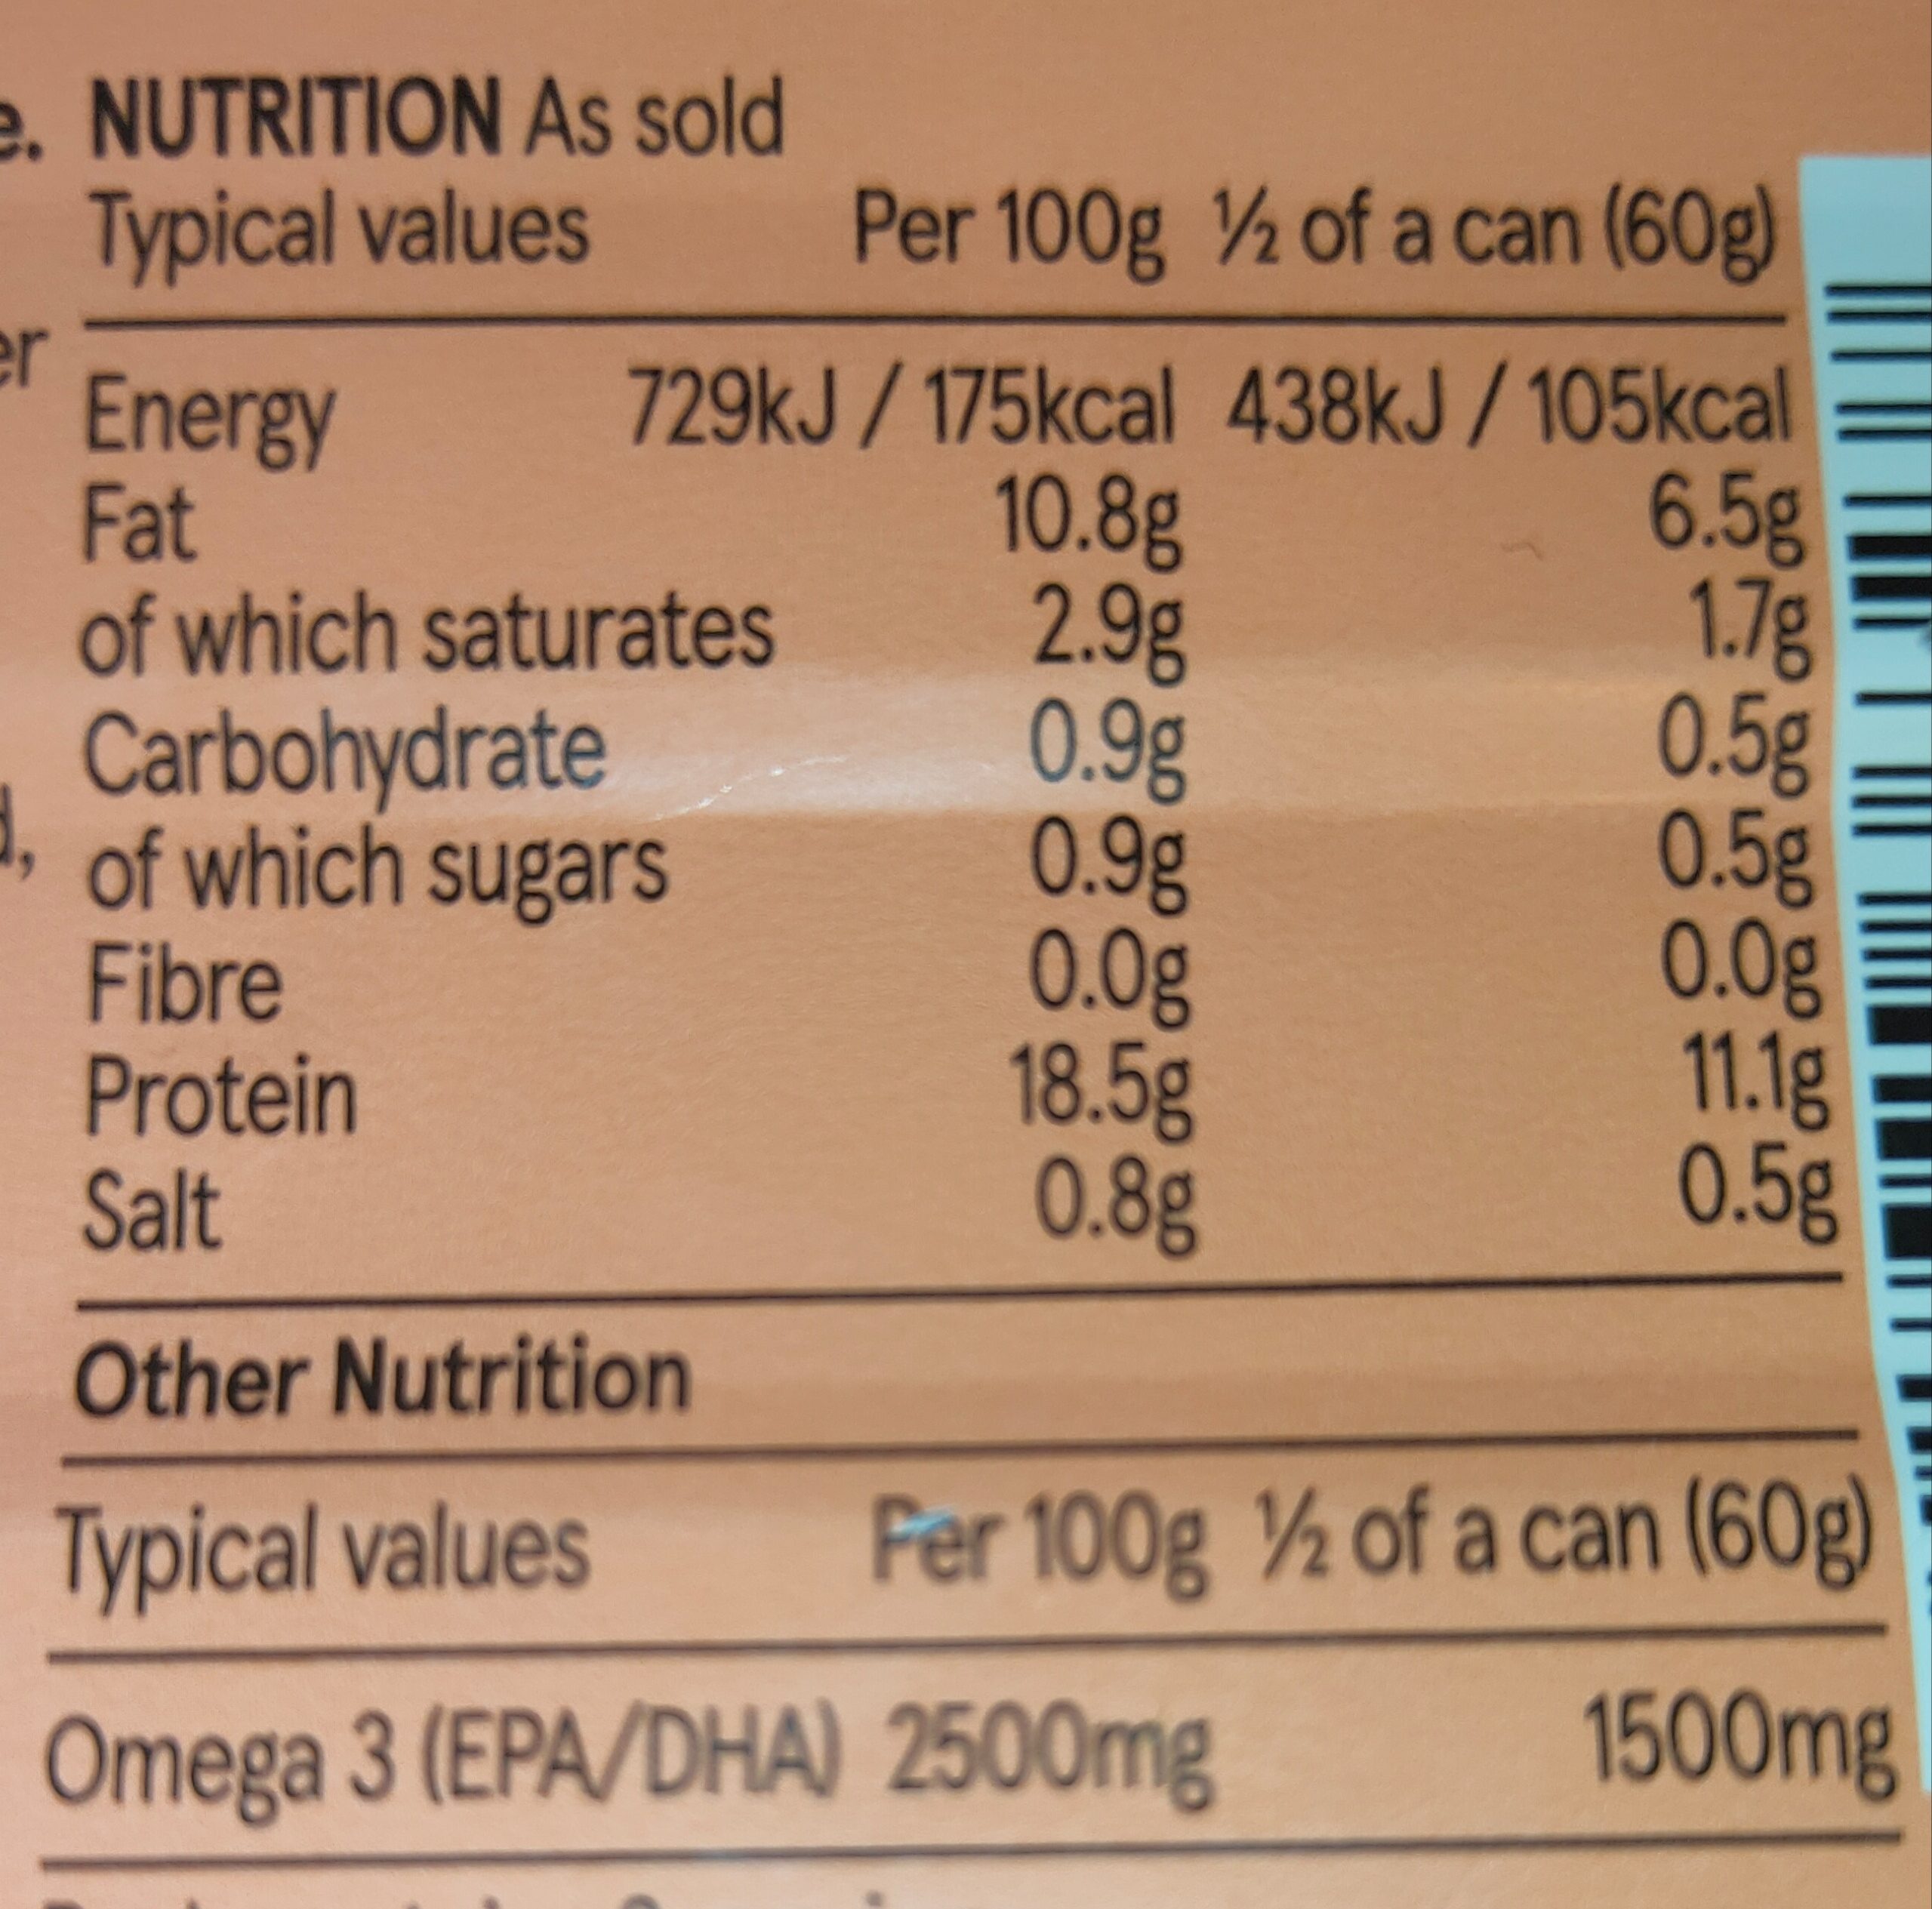 e. NUTRITION As sold
Typical values Per 100g ½ of a can (60g)
er
Energy 729kJ / 175kcal 438kJ / 105kcal
Fat 10.8g 6.5g
of which saturates 2.9g 1.7g
Carbohydrate 0.9g 0.5g
d, of which sugars 0.9g 0.5g
Fibre 0.0g 0.0g
Protein 18.5g 11.1g
Salt 0.8g 0.5g
Other Nutrition
Typical values Per 100g ½ of a can (60g)
Omega 3 (EPA/DHA) 2500mg 1500mg